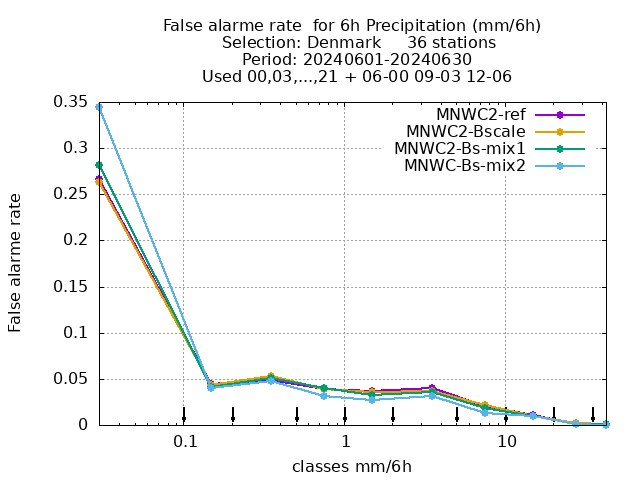 False alarme rate  for 6h Precipitation (mm/6h)
Selection: Denmark     36 stations
Period: 20240601-20240630
Used 00,03,...,21 + 06-00 09-03 12-06
MNWC2-ref
MNWC2-Bscale
MNWC2-Bs-mix1
MNWC-Bs-mix2
False alarme rate
0.35
0.3
0.25
0.2
0.15
0.1
0.05
0
0.1
1
10
classes mm/6h